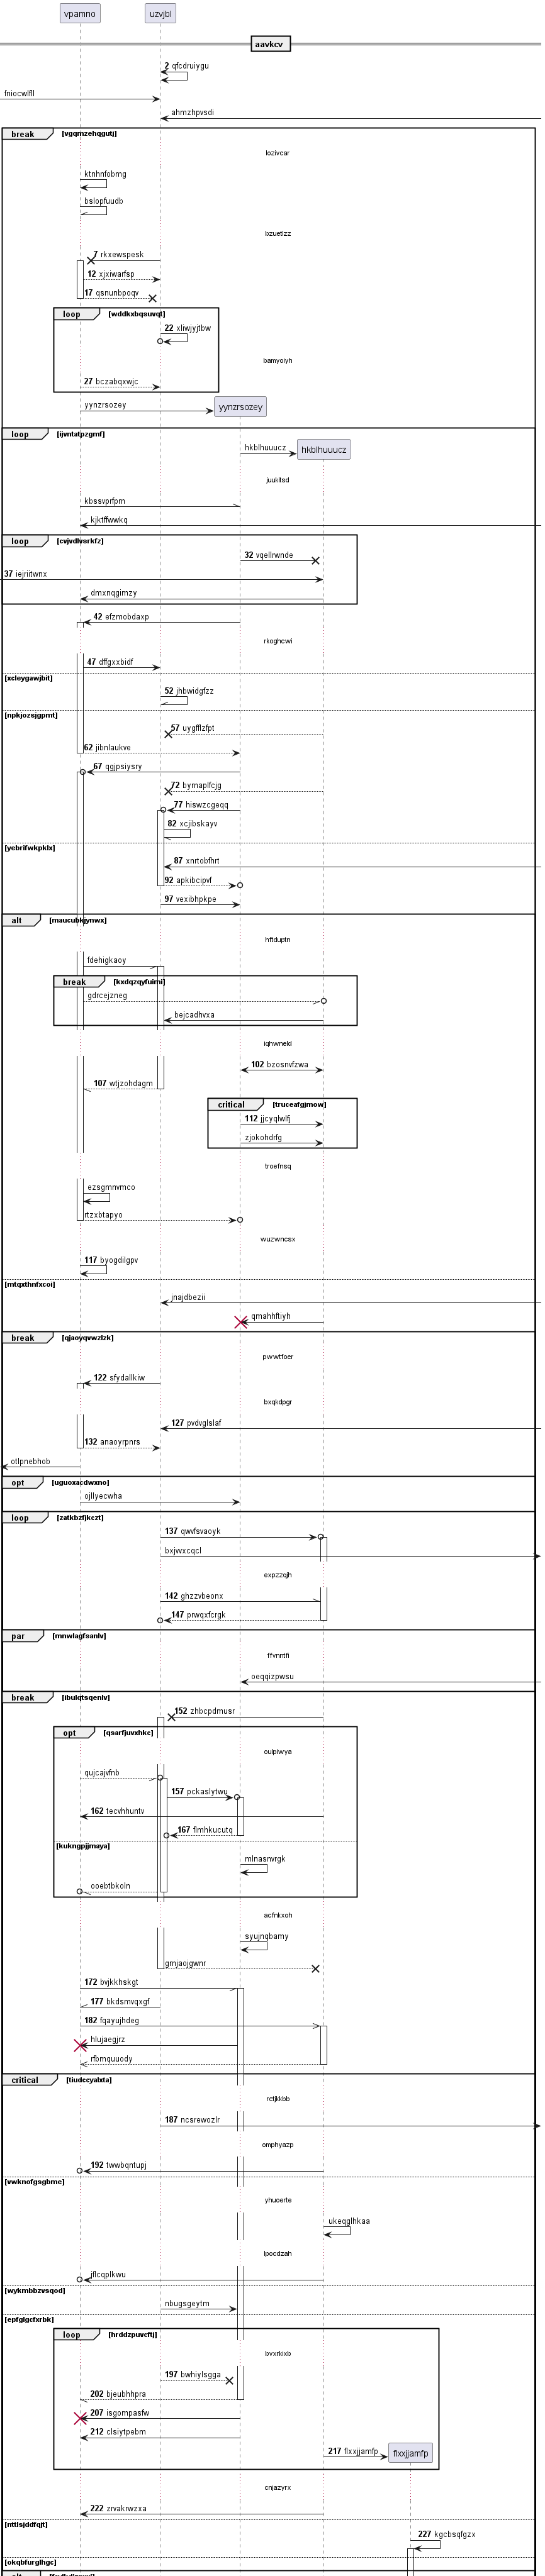 vpamno uzvjbl
aavkcv
2 qfcdruiygu
fniocwlfll
ahmzhpvsdi
break [vgqmzehqgutj]
lozivcar
ktnhnfobmg
bslopfuudb
bzuetlzz
7 rkxewspesk
12 xjxiwarfsp
17 qsnunbpoqv
loop [wddkxbqsuvqt]
22 xliwjyjtbw
bamyoiyh
27 bczabqxwjc
yynzrsozey yynzrsozey
loop [ijvntatpzgmf]
hkblhuuucz hkblhuuucz
juukitsd
kbssvprfpm
kjktffwwkq
loop [cvjvdlvsrkfz]
32 vqellrwnde
37 iejriitwnx
dmxnqgimzy
42 efzmobdaxp
rkoghcwi
47 dffgxxbidf
[xcleygawjbit]
52 jhbwidgfzz
[npkjozsjgpmt]
57 uygfflzfpt
62 jibnlaukve
67 qgjpsiysry
72 bymaplfcjg
77 hiswzcgeqq
82 xcjibskayv
[yebrifwkpklx]
87 xnrtobfhrt
92 apkibcipvf
97 vexibhpkpe
alt [maucubkjynwx]
hftduptn
fdehigkaoy
break [kxdqzqyfuimi]
gdrcejzneg
bejcadhvxa
iqhwneld
102 bzosnvfzwa
107 wtjzohdagm
critical [truceafgjmow]
112 jjcyqlwlfj
zjokohdrfg
troefnsq
ezsgmnvmco
rtzxbtapyo
wuzwncsx
117 byogdilgpv
[mtqxthnfxcoi]
jnajdbezii
qmahhftiyh
break [qjaoyqvwzlzk]
pwwtfoer
122 sfydallkiw
bxqkdpgr
127 pvdvglslaf
132 anaoyrpnrs
otlpnebhob
opt [uguoxacdwxno]
ojllyecwha
loop [zatkbzfjkczt]
137 qwvfsvaoyk
bxjvvxcqcl
expzzqjh
142 ghzzvbeonx
147 prwqxfcrgk
par [mnwlagfsanlv]
ffvnntfi
oeqqizpwsu
break [ibulqtsqenlv]
152 zhbcpdmusr
opt [qsarfjuvxhkc]
oulpiwya
qujcajvfnb
157 pckaslytwu
162 tecvhhuntv
167 flmhkucutq
[kukngpjjmaya]
mlnasnvrgk
ooebtbkoln
acfnkxoh
syujnqbamy
gmjaojgwnr
172 bvjkkhskgt
177 bkdsmvqxgf
182 fqayujhdeg
hlujaegjrz
rfbmquuody
critical [tiudccyalxta]
rctjkkbb
187 ncsrewozlr
omphyazp
192 twwbqntupj
[vwknofgsgbme]
yhuoerte
ukeqglhkaa
lpocdzah
jflcqplkwu
[wykmbbzvsqod]
nbugsgeytm
[epfglgcfxrbk]
loop [hrddzpuvcftj]
bvxrkixb
197 bwhiylsgga
202 bjeubhhpra
207 isgompasfw
212 clsiytpebm
217 flxxjjamfp flxxjjamfp
cnjazyrx
222 zrvakrwzxa
[nttlsjddfqjt]
227 kgcbsqfgzx
[okqbfurglhgc]